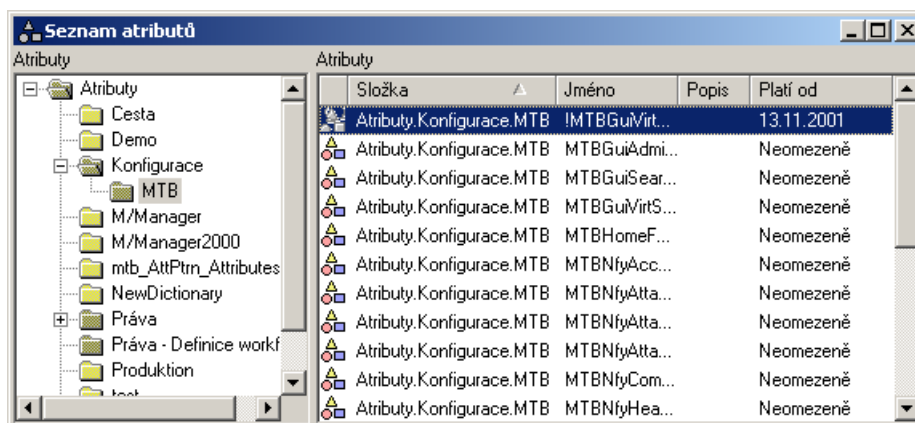 Seznam atributů
Atributy
Atributy
Cesta
Demo
Konfigurace
MTB
M/Manager
M/Manager2000
mtb_AttPtrn_Attributes
NewDictionary
Práva
Práva - Definice workf
Produktion
Atributy
Složka Jméno Popis Platí od
Atributy.Konfigurace.MTB !MTBGuiVirt... 13.11.2001
Atributy.Konfigurace.MTB MTBGuiAdmi... Neomezeně
Atributy.Konfigurace.MTB MTBGuiSear... Neomezeně
Atributy.Konfigurace.MTB MTBGuiVirtS... Neomezeně
Atributy.Konfigurace.MTB MTBHomeF... Neomezeně
Atributy.Konfigurace.MTB MTBNfyAcc... Neomezeně
Atributy.Konfigurace.MTB MTBNfyAtta... Neomezeně
Atributy.Konfigurace.MTB MTBNfyAtta... Neomezeně
Atributy.Konfigurace.MTB MTBNfyAtta... Neomezeně
Atributy.Konfigurace.MTB MTBNfyCom... Neomezeně
Atributy.Konfigurace.MTB MTBNfyHea... Neomezeně